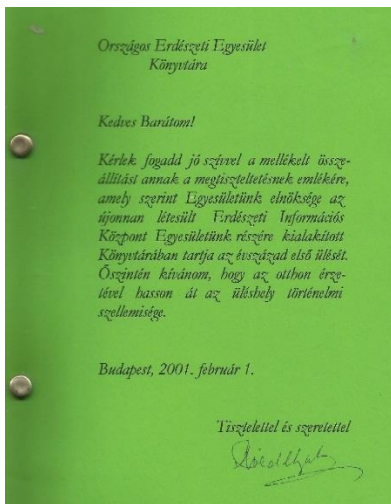 Országos Erdészeti Egyesület
Könyvtára
Kedves Barátom!
Kérlek fogadd jó szívvel a mellékelt össze-
állítást annak a megtiszteltetésnek emlékére,
amely szerint Egyesületünk elnöksége az
újonnan létesült Erdészeti Információs
Központ Egyesületünk részére kialakított
Könyvtárában tartja az évszázad első ülését.
Őszintén kívánom, hogy az otthon érze-
tével hasson át az üléshely történelmi
szellemisége.
Budapest, 2001. február 1.
Tisztelettel és szeretettel